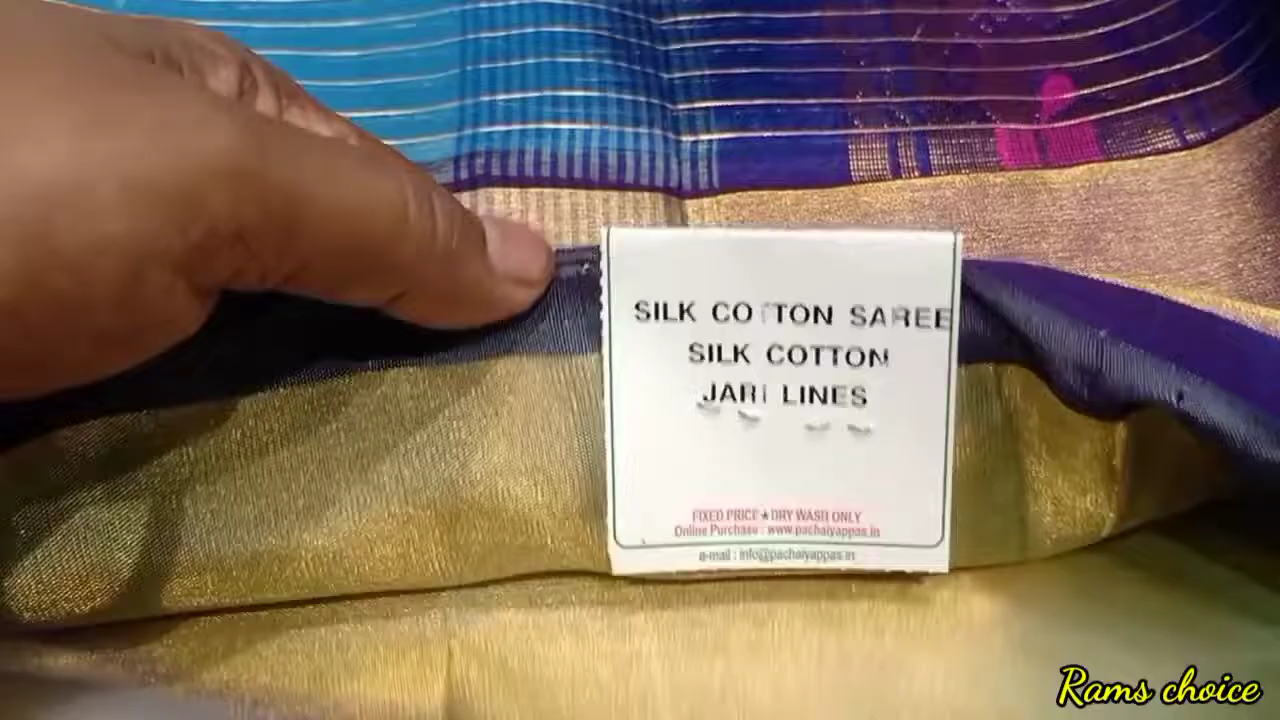 SILK COTTON SAREE
SILK COTTON
JARI LINES
FIXED PRICE ★ DRY WASH ONLY
Online Purchase : www.pachaiyappas.in
e-mail : info@pachaiyappas.in
Rams choice